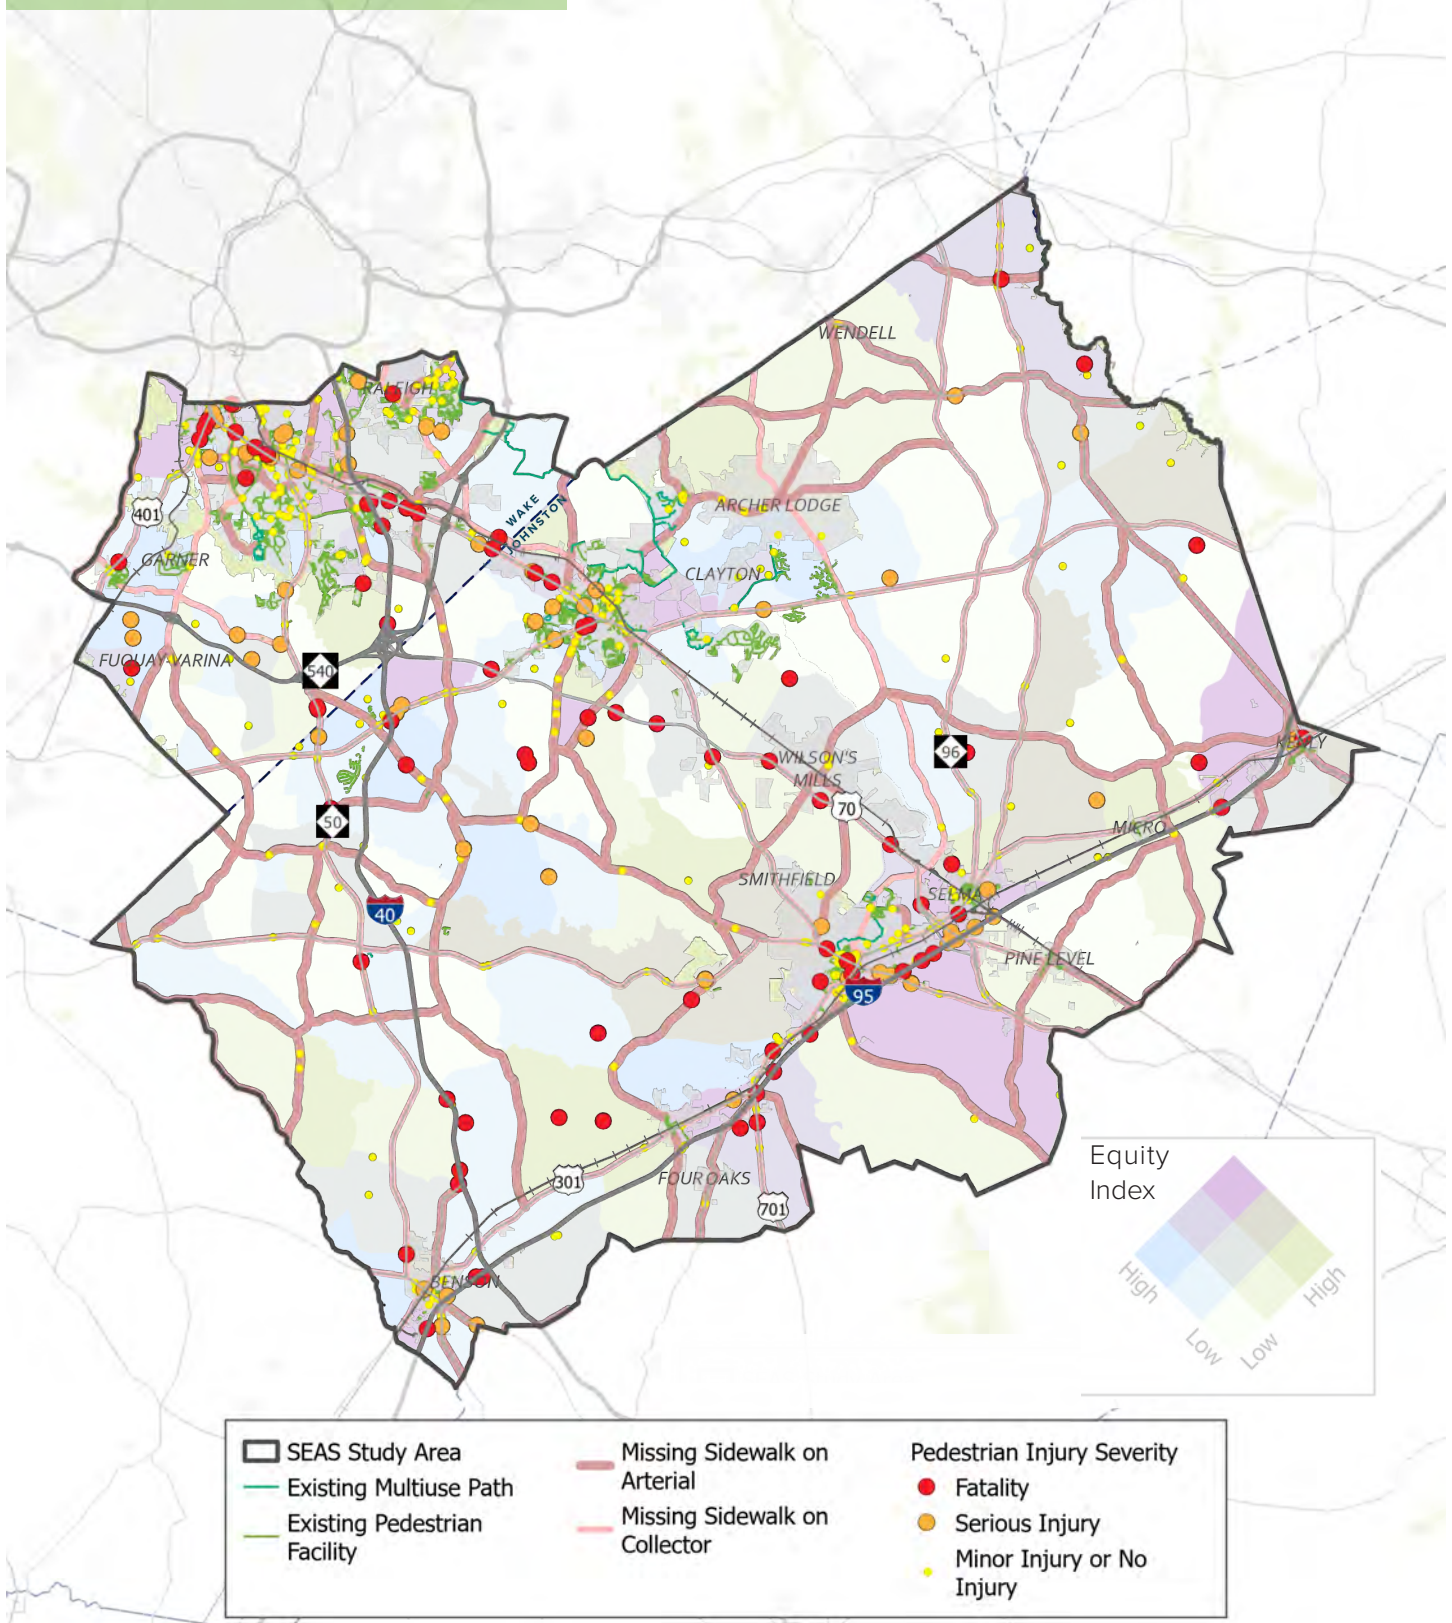 WENDELL
RALEIGH
401
ARCHER LODGE
WAKE
JOHNSTON
GARNER
CLAYTON
FUQUAY-VARINA
540
96
KENLY
WILSON'S
MILLS
70
50
MICRO
SMITHFIELD
SELMA
40
PINE LEVEL
95
Equity
Index
301
FOUR OAKS
701
High
High
BENSON
Low
Low
SEAS Study Area
Existing Multiuse Path
Existing Pedestrian
Facility
Missing Sidewalk on
Arterial
Missing Sidewalk on
Collector
Pedestrian Injury Severity
Fatality
Serious Injury
Minor Injury or No
Injury